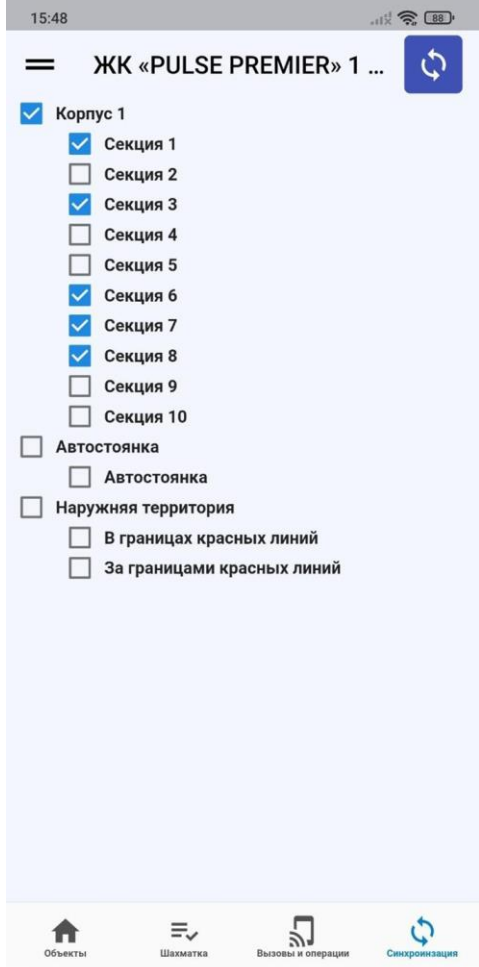 15:48
88
ЖК «PULSE PREMIER» 1 ...
Корпус 1
Секция 1
Секция 2
Секция 3
Секция 4
Секция 5
Секция 6
Секция 7
Секция 8
Секция 9
Секция 10
Автостоянка
Автостоянка
Наружняя территория
В границах красных линий
За границами красных линий
Объекты
Шахматка
Вызовы и операции
Синхроинзация